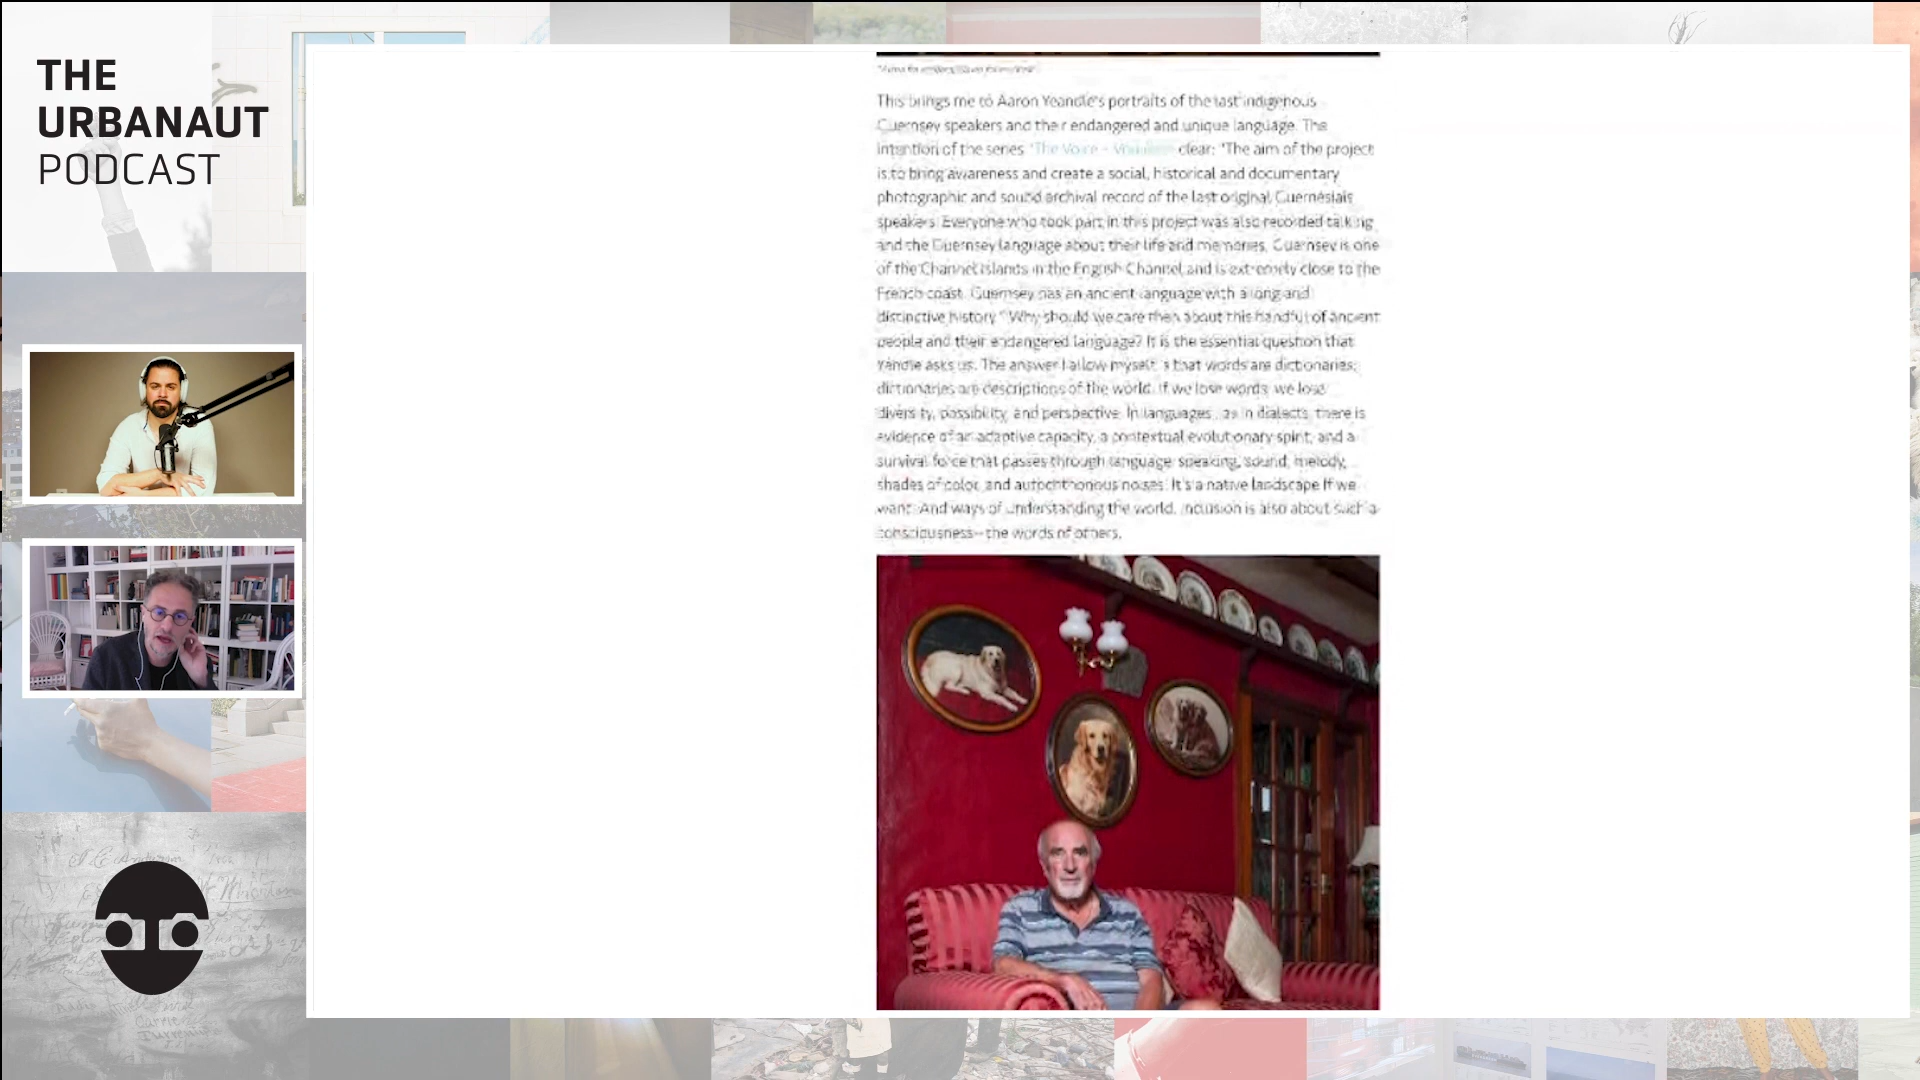 THE
URBANAUT
PODCAST
This brings me to Aaron Yeandle's portraits of the last indigenous
Guernsey speakers and their endangered and unique language. The
intention of the series 'The Voice – clear: 'The aim of the project
is to bring awareness and create a social, historical and documentary
photographic and sound archival record of the last original Guernésiais
speakers. Everyone who took part in this project was also recorded talking
and the Guernsey language about their life and memories. Guernsey is one
of the Channel Islands in the English Channel and is extremely close to the
French coast. Guernsey has an ancient language with a long and
distinctive history." Why should we care then about this handful of ancient
people and their endangered language? It is the essential question that
Yandle asks us. The answer I allow myself is that words are dictionaries;
dictionaries are descriptions of the world. If we lose words, we lose
diversity, possibility, and perspective. In languages, as in dialects, there is
evidence of an adaptive capacity, a contextual evolutionary spirit, and a
survival force that passes through language: speaking, sound, melody,
shades of color, and autochthonous noises. It's a native landscape if we
want. And ways of understanding the world. Inclusion is also about such a
consciousness—the words of others.